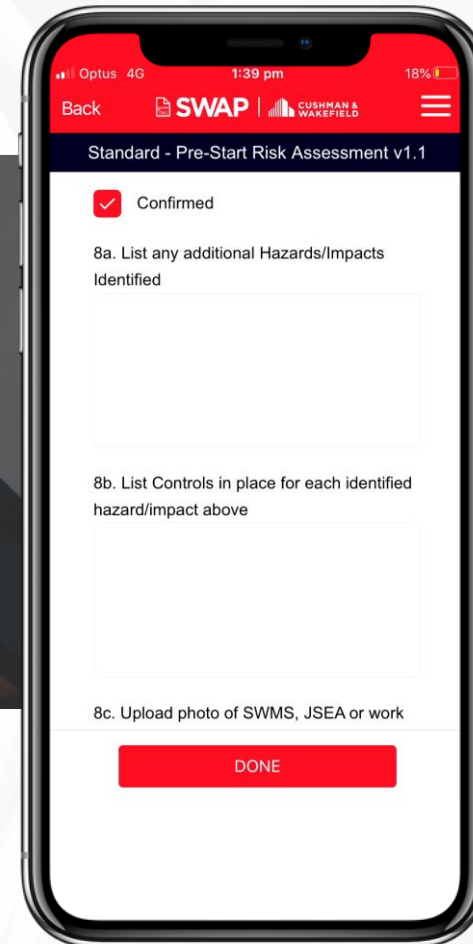 Optus 4G 1:39 pm 18%
Back SWAP | CUSHMAN & WAKEFIELD
Standard - Pre-Start Risk Assessment v1.1
Confirmed
8a. List any additional Hazards/Impacts
Identified
8b. List Controls in place for each identified
hazard/impact above
8c. Upload photo of SWMS, JSEA or work
DONE